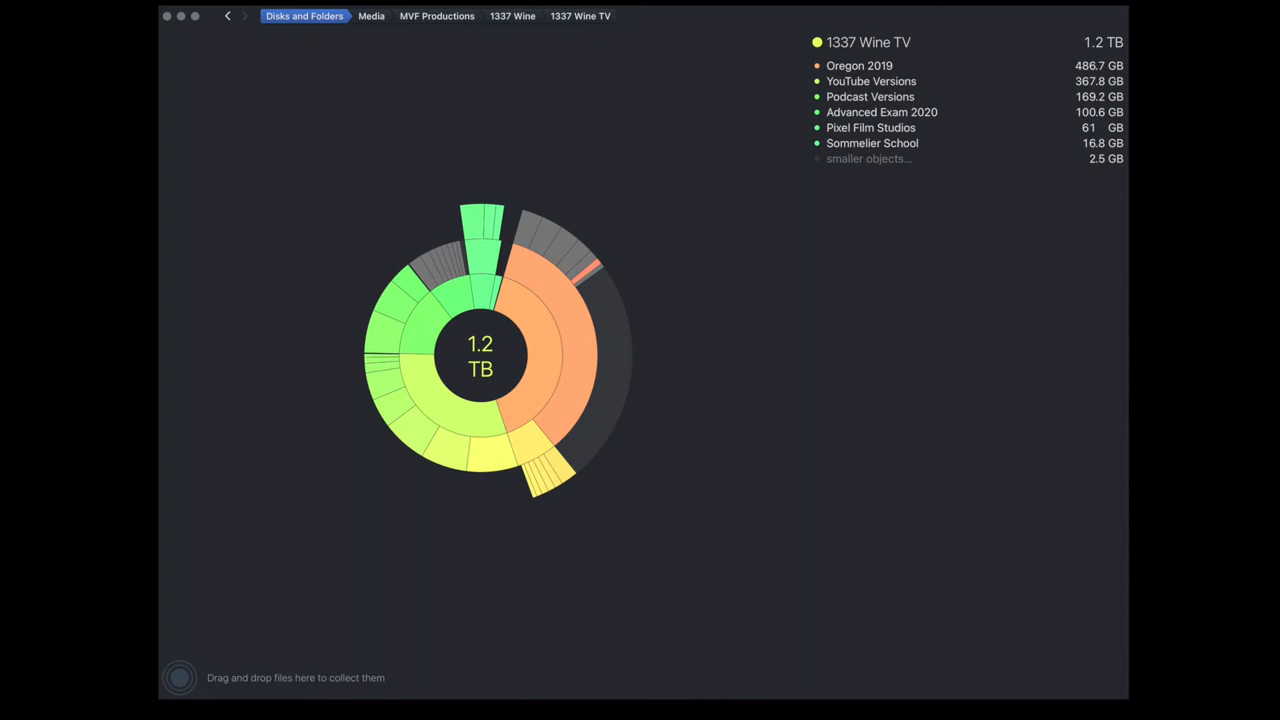 Disks and Folders Media MVF Productions 1337 Wine 1337 Wine TV
1337 Wine TV 1.2 TB
Oregon 2019 486.7 GB
YouTube Versions 367.8 GB
Podcast Versions 169.2 GB
Advanced Exam 2020 100.6 GB
Pixel Film Studios 61 GB
Sommelier School 16.8 GB
smaller objects... 2.5 GB
1.2
TB
Drag and drop files here to collect them